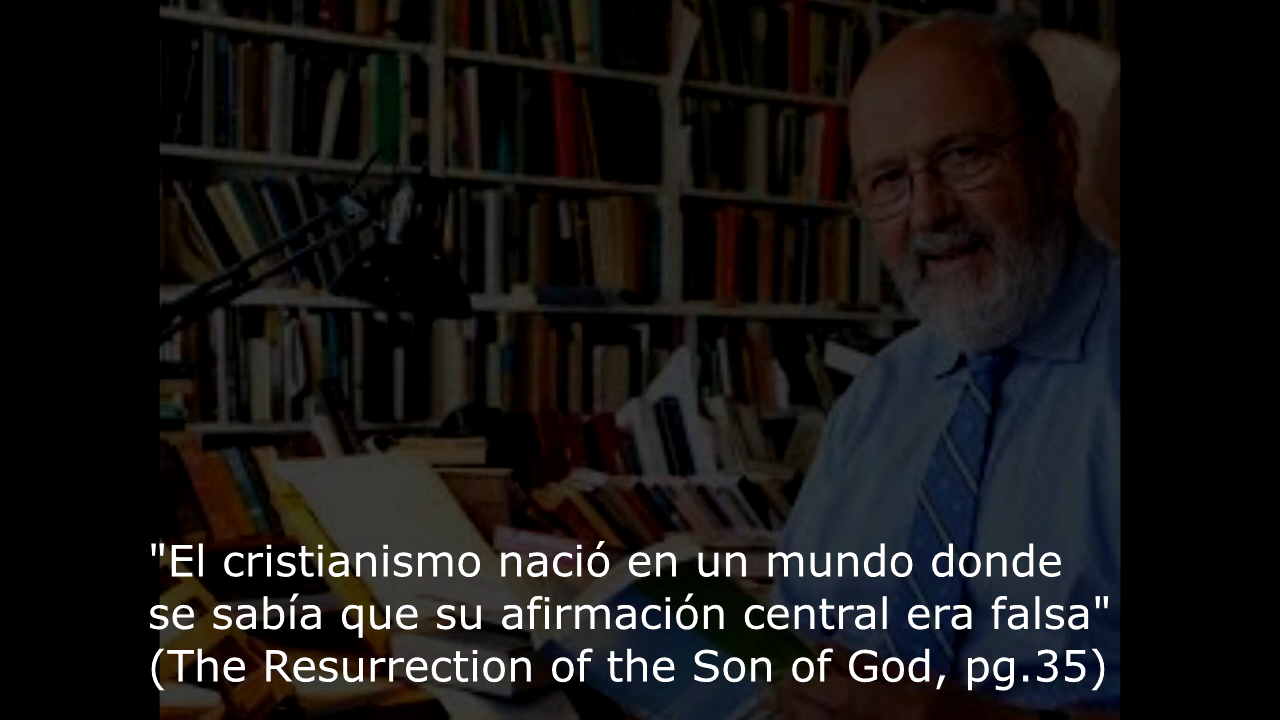 "El cristianismo nació en un mundo donde
se sabía que su afirmación central era falsa"
(The Resurrection of the Son of God, pg.35)